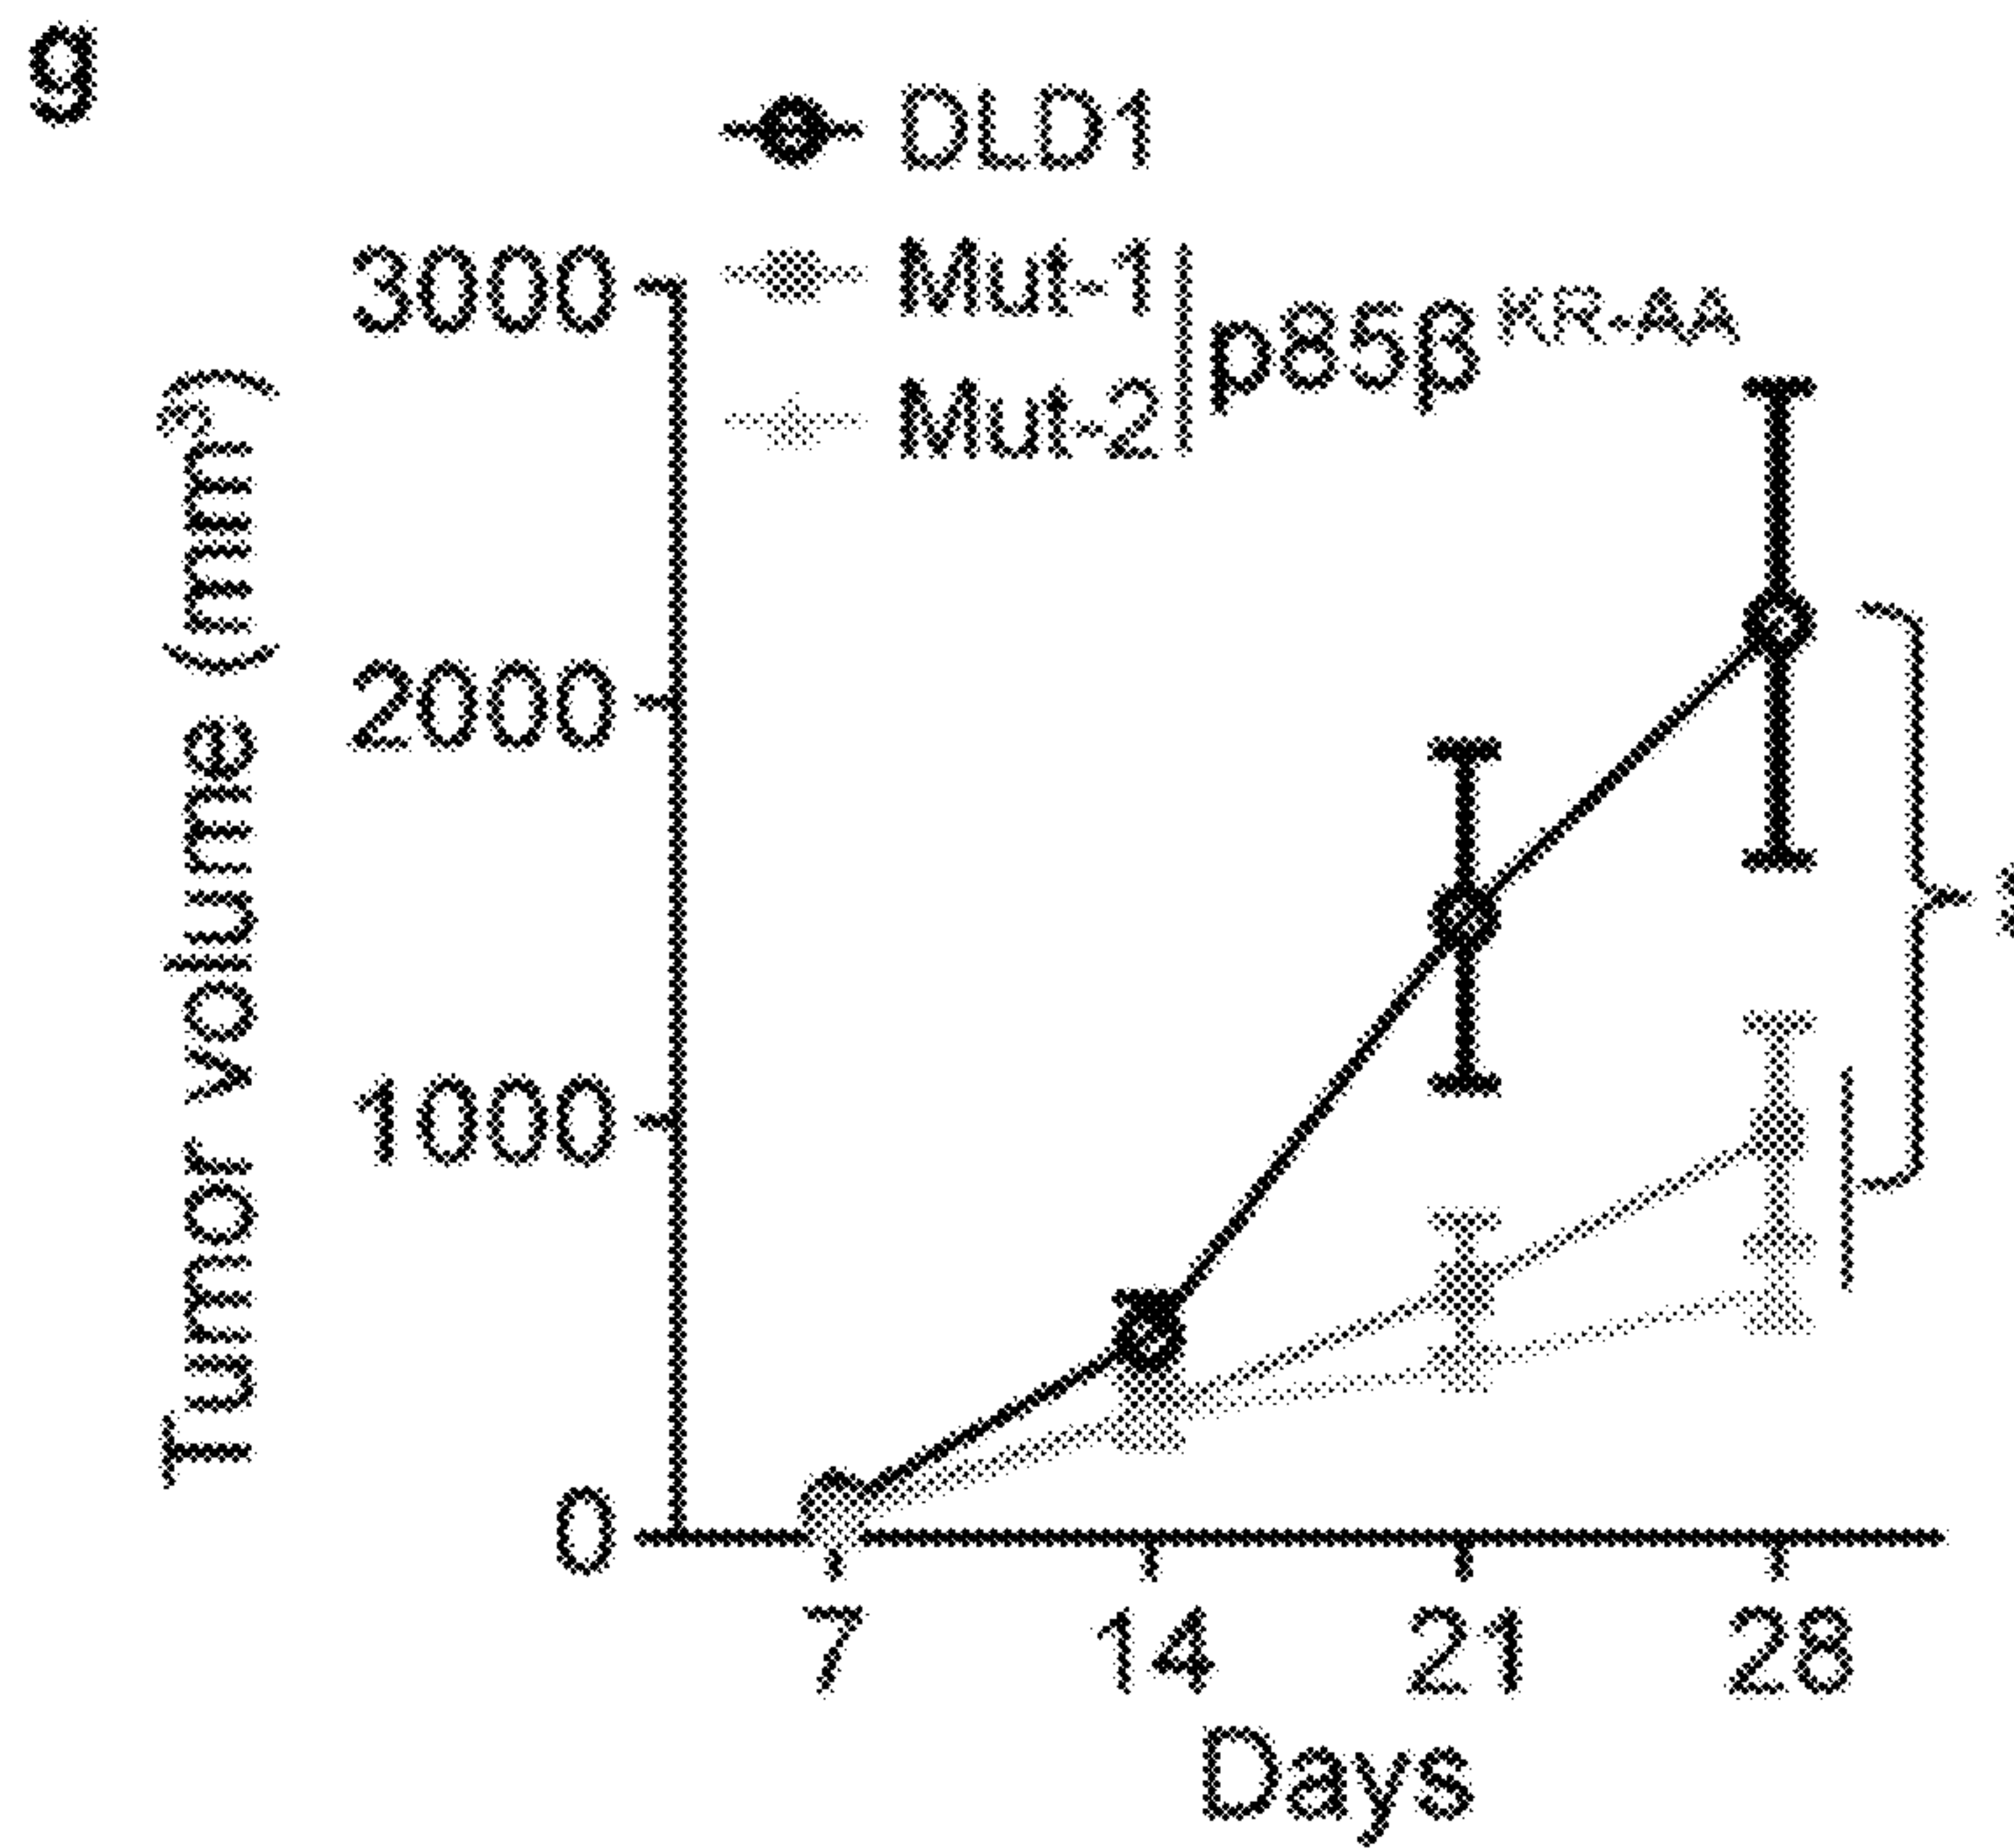 g
DLD1
Mut-1
Mut-2
p85β^KR-AA
Tumor volume (mm³)
3000
2000
1000
0
7 14 21 28
Days